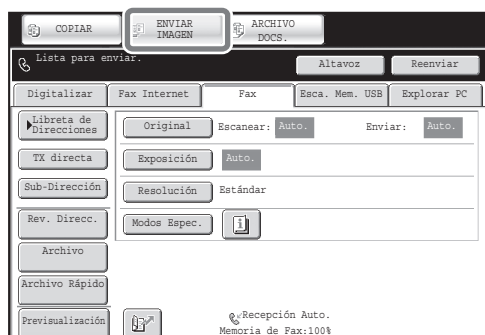 COPIAR
ENVIAR
IMAGEN
ARCHIVO
DOCS.
Lista para enviar.
Altavoz
Reenviar
Digitalizar
Fax Internet
Fax
Esca. Mem. USB
Explorar PC
Libreta de
Direcciones
Original
Escanear:
Auto.
Enviar:
Auto.
TX directa
Exposición
Auto.
Sub-Dirección
Resolución
Estándar
Rev. Direcc.
Modos Espec.
Archivo
Archivo Rápido
Previsualización
Recepción Auto.
Memoria de Fax:100%